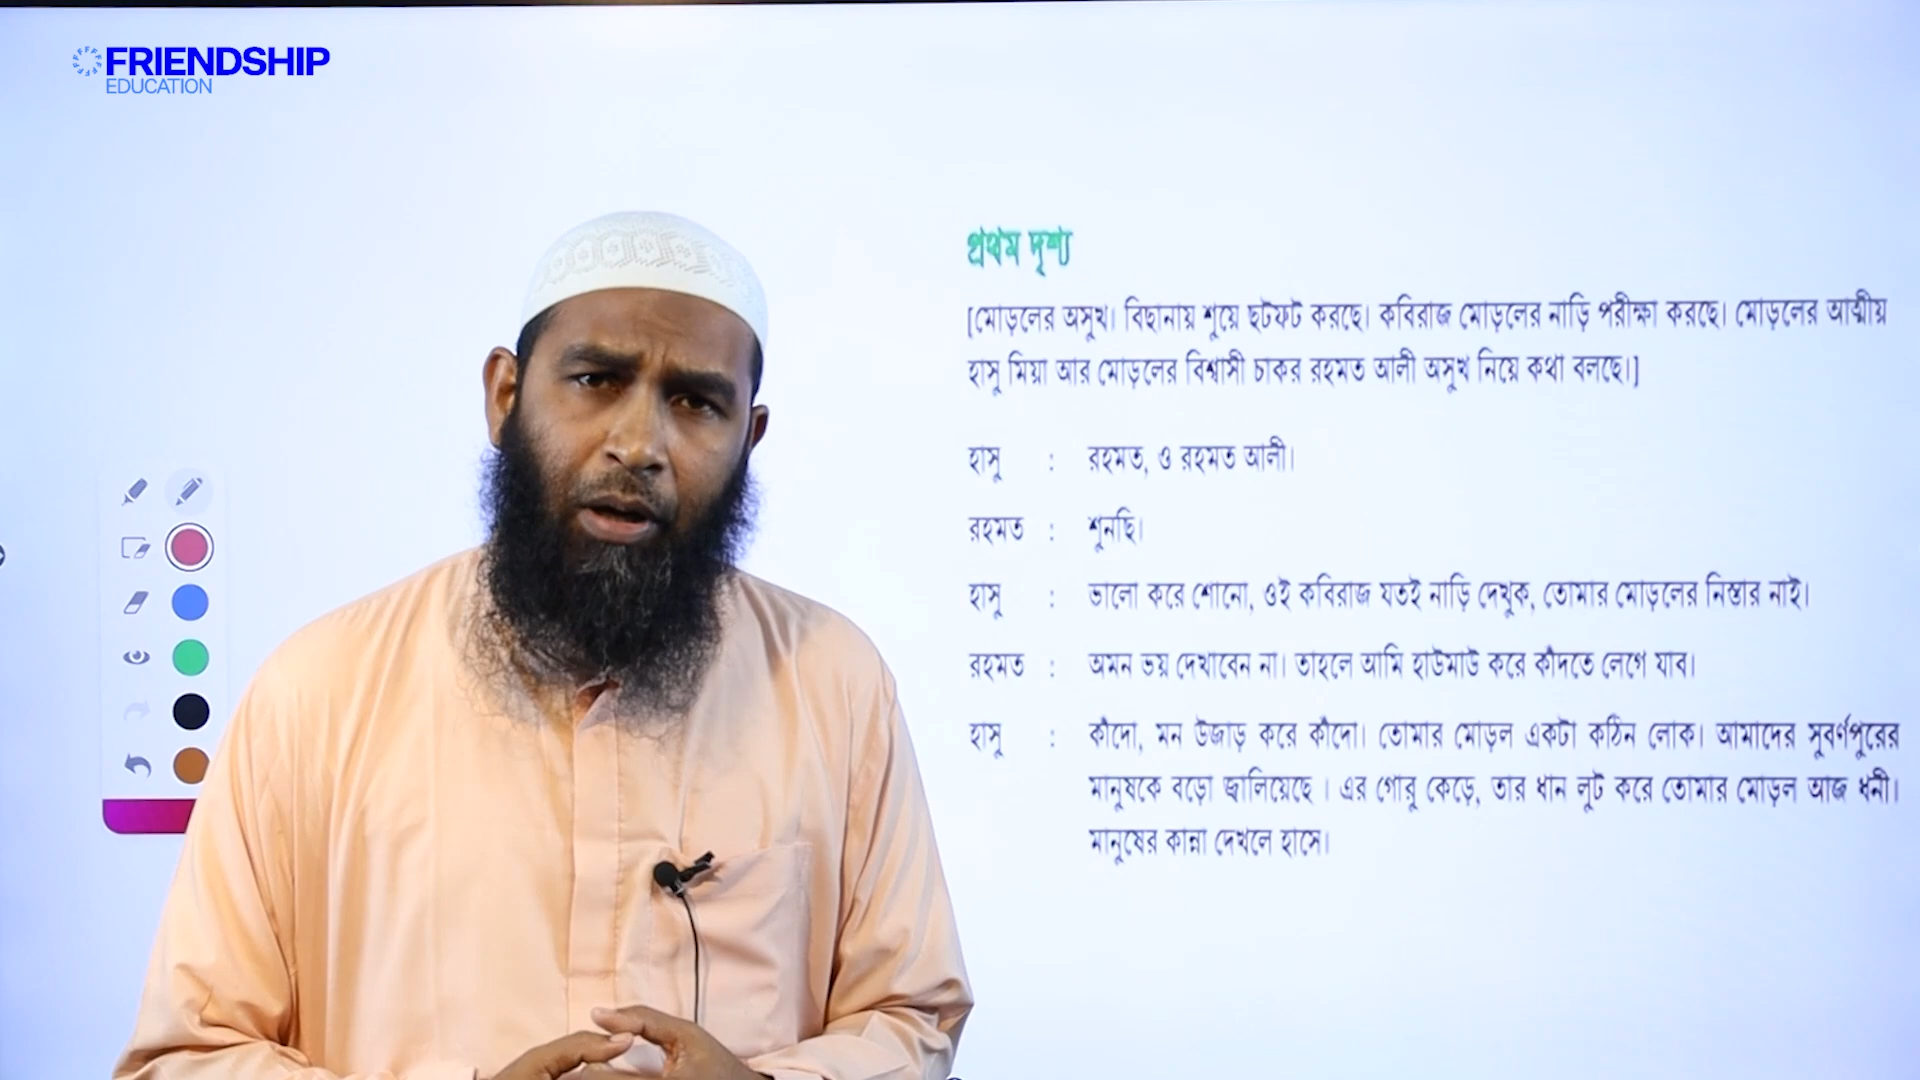 FRIENDSHIP
EDUCATION
প্রথম দৃশ্য
[মোড়লের অসুখ। বিছানায় শুয়ে ছটফট করছে। কবিরাজ মোড়লের নাড়ি পরীক্ষা করছে। মোড়লের আত্মীয়
হাসু মিয়া আর মোড়লের বিশ্বাসী চাকর রহমত আলী অসুখ নিয়ে কথা বলছে।]
হাসু : রহমত, ও রহমত আলী।
রহমত : শুনছি।
হাসু : ভালো করে শোনো, ওই কবিরাজ যতই নাড়ি দেখুক, তোমার মোড়লের নিস্তার নাই।
রহমত : অমন ভয় দেখাবেন না। তাহলে আমি হাউমাউ করে কাঁদতে লেগে যাব।
হাসু : কাঁদো, মন উজাড় করে কাঁদো। তোমার মোড়ল একটা কঠিন লোক। আমাদের সুবর্ণপুরের
মানুষকে বড়ো জ্বালিয়েছে । এর গোরু কেড়ে, তার ধান লুট করে তোমার মোড়ল আজ ধনী।
মানুষের কান্না দেখলে হাসে।